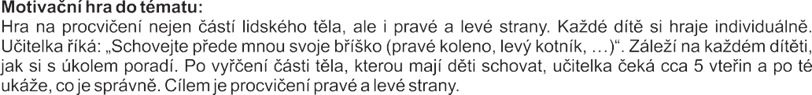 Motivační hra do tématu:
Hra na procvičení nejen částí lidského těla, ale i pravé a levé strany. Každé dítě si hraje individuálně.
Učitelka říká: „Schovejte přede mnou svoje bříško (pravé koleno, levý kotník, …)“. Záleží na každém dítěti,
jak si s úkolem poradí. Po vyřčení části těla, kterou mají děti schovat, učitelka čeká cca 5 vteřin a po té
ukáže, co je správně. Cílem je procvičení pravé a levé strany.